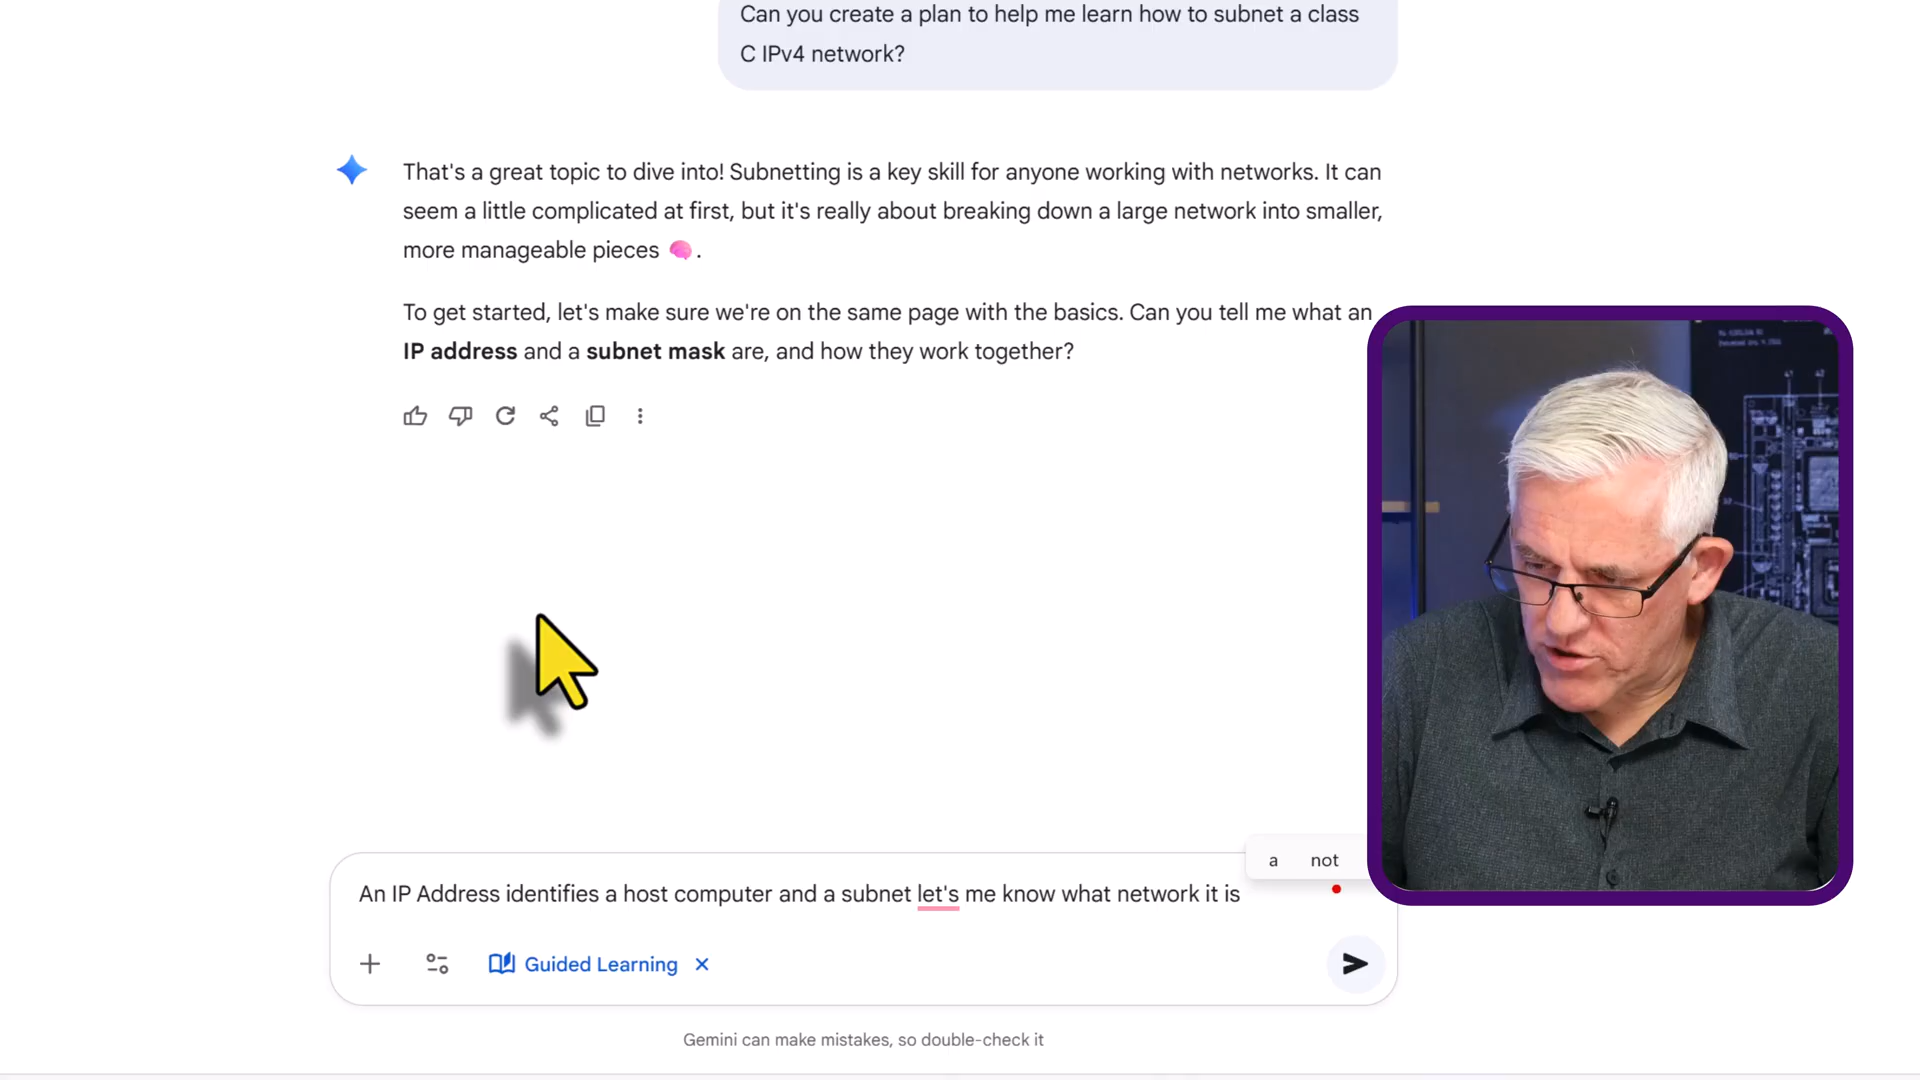 Can you create a plan to help me learn how to subnet a class
C IPv4 network?
That's a great topic to dive into! Subnetting is a key skill for anyone working with networks. It can
seem a little complicated at first, but it's really about breaking down a large network into smaller,
more manageable pieces 🧠.
To get started, let's make sure we're on the same page with the basics. Can you tell me what an
IP address and a subnet mask are, and how they work together?
a not
An IP Address identifies a host computer and a subnet let's me know what network it is
Guided Learning
Gemini can make mistakes, so double-check it